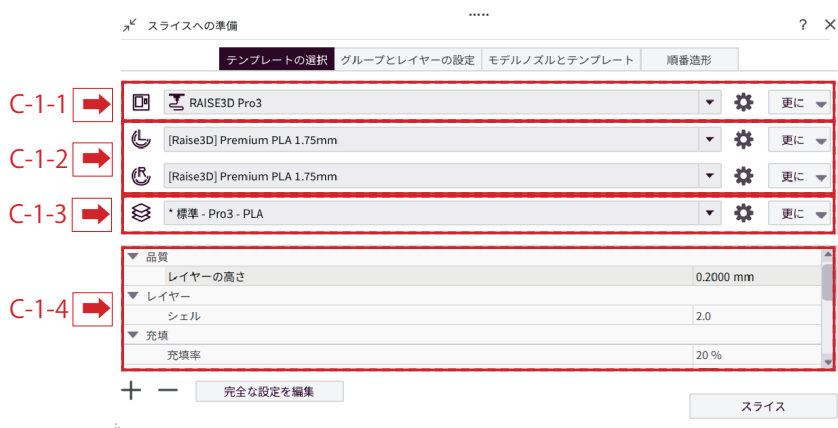 スライスへの準備 ? ×
テンプレートの選択 グループとレイヤーの設定 モデルノズルとテンプレート 順番造形
C-1-1 RAISE3D Pro3 更に
C-1-2 L [Raise3D] Premium PLA 1.75mm 更に
R [Raise3D] Premium PLA 1.75mm 更に
C-1-3 * 標準 - Pro3 - PLA 更に
品質
レイヤーの高さ 0.2000 mm
レイヤー
C-1-4 シェル 2.0
充填
充填率 20 %
完全な設定を編集
スライス